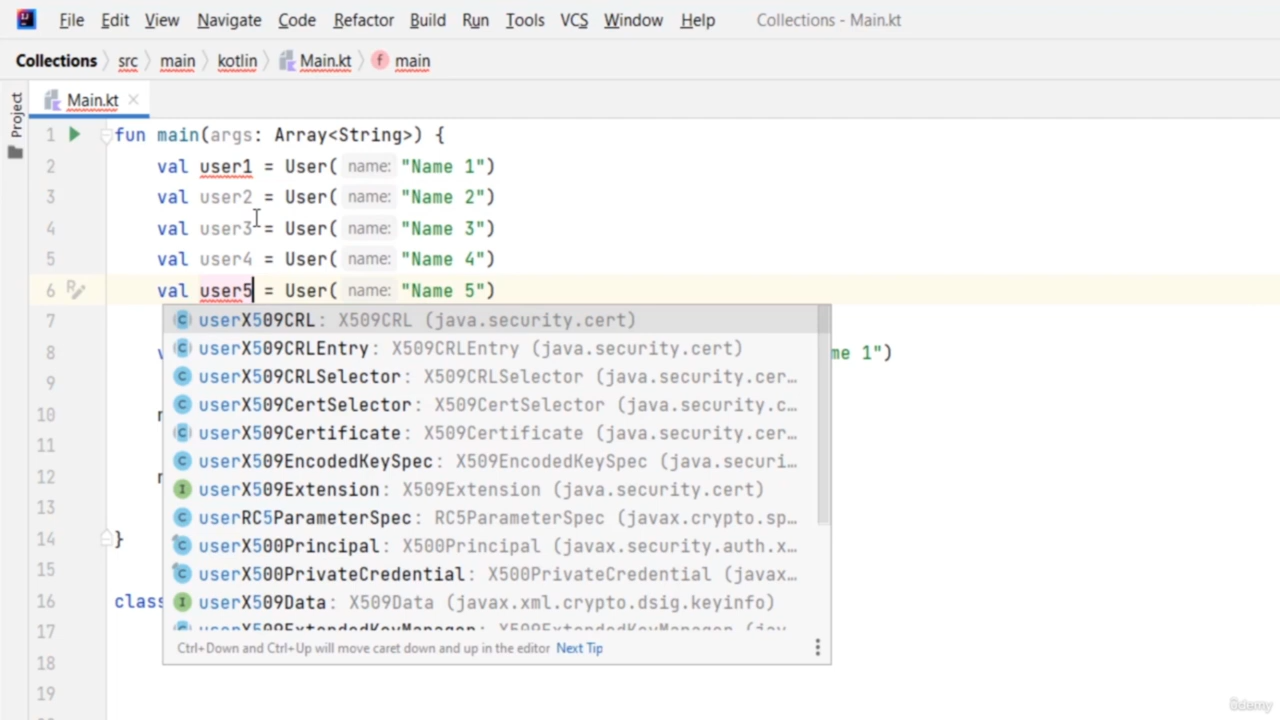 File Edit View Navigate Code Refactor Build Run Tools VCS Window Help Collections - Main.kt
Collections src main kotlin Main.kt main
Project
Main.kt
1 fun main(args: Array<String>) {
2 val user1 = User( name: "Name 1")
3 val user2 = User( name: "Name 2")
4 val user3 = User( name: "Name 3")
5 val user4 = User( name: "Name 4")
6 val user5 = User( name: "Name 5")
7
userX509CRL: X509CRL (java.security.cert)
userX509CRLEntry: X509CRLEntry (java.security.cert)
8 me 1")
userX509CRLSelector: X509CRLSelector (java.security.cer…
9
userX509CertSelector: X509CertSelector (java.security.c…
10
userX509Certificate: X509Certificate (java.security.cer…
11
userX509EncodedKeySpec: X509EncodedKeySpec (java.securi…
12
userX509Extension: X509Extension (java.security.cert)
13
userRC5ParameterSpec: RC5ParameterSpec (javax.crypto.sp…
14 }
userX500Principal: X500Principal (javax.security.auth.x…
15
userX500PrivateCredential: X500PrivateCredential (javax…
16 class
userX509Data: X509Data (javax.xml.crypto.dsig.keyinfo)
17
userX509ExtendedKeyManager: X509ExtendedKeyManager (jav
18
Ctrl+Down and Ctrl+Up will move caret down and up in the editor Next Tip
19
ûdemy